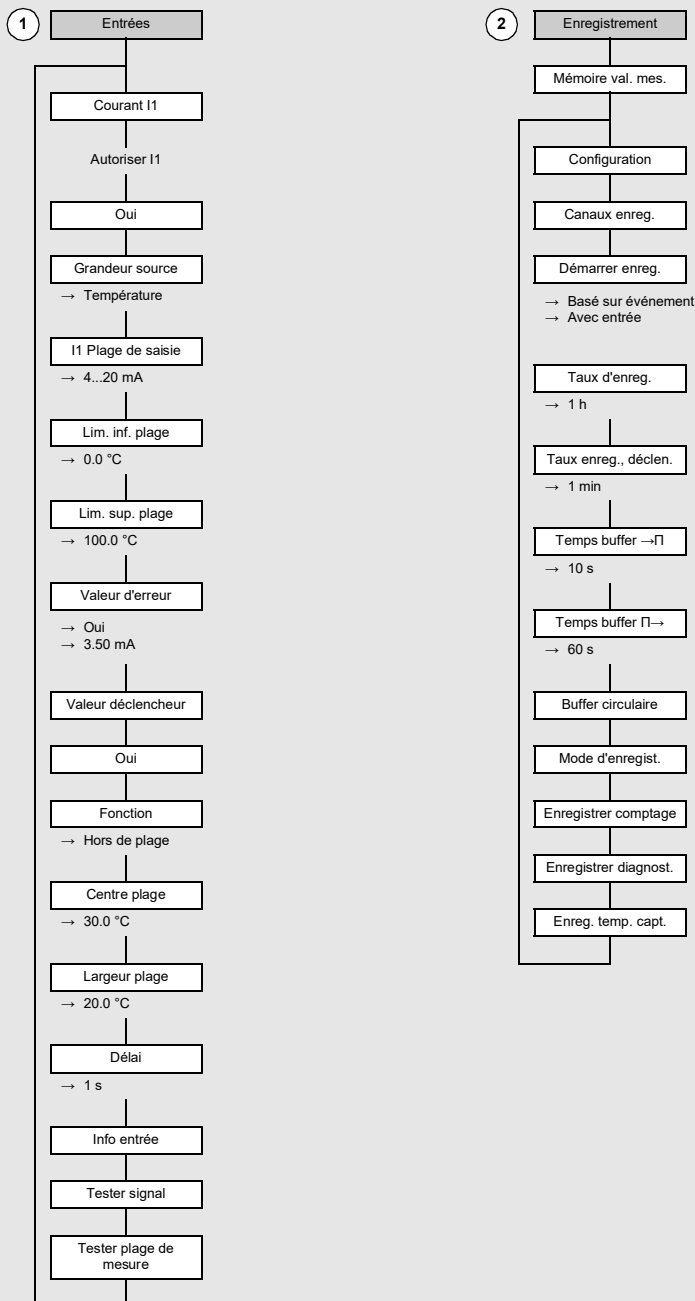 1
Entrées
Courant I1
Autoriser I1
Oui
Grandeur source
→ Température
I1 Plage de saisie
→ 4...20 mA
Lim. inf. plage
→ 0.0 °C
Lim. sup. plage
→ 100.0 °C
Valeur d'erreur
→ Oui
→ 3.50 mA
Valeur déclencheur
Oui
Fonction
→ Hors de plage
Centre plage
→ 30.0 °C
Largeur plage
→ 20.0 °C
Délai
→ 1 s
Info entrée
Tester signal
Tester plage de
mesure
2
Enregistrement
Mémoire val. mes.
Configuration
Canaux enreg.
Démarrer enreg.
→ Basé sur événement
→ Avec entrée
Taux d'enreg.
→ 1 h
Taux enreg., déclen.
→ 1 min
Temps buffer →Π
→ 10 s
Temps buffer Π→
→ 60 s
Buffer circulaire
Mode d'enregist.
Enregistrer comptage
Enregistrer diagnost.
Enreg. temp. capt.